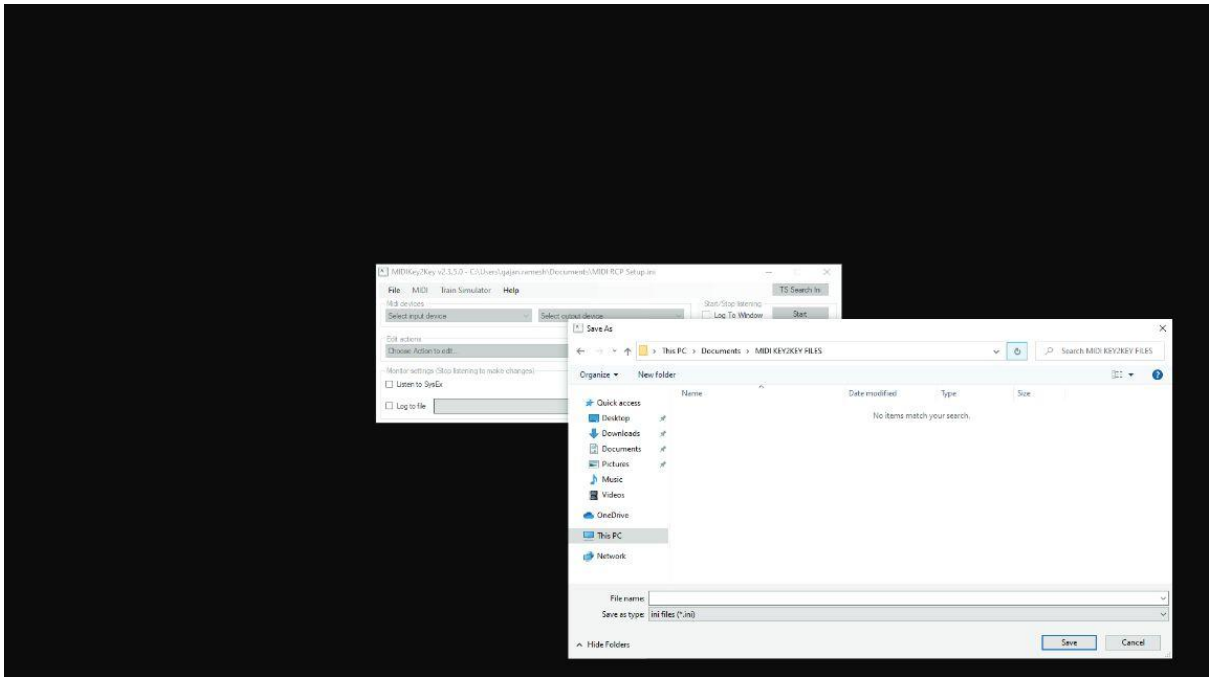 MIDIKey2Key v2.3.5.0 - C:\Users\gajan.ramesh\Documents\MIDI RCP Setup.ini
File MIDI Train Simulator Help TS Search In
Midi devices Start/Stop listening
Select input device Select output device Log To Window Start
Edit actions
Choose Action to edit...
Monitor settings (Stop listening to make changes)
Listen to SysEx
Log to file
Save As
This PC > Documents > MIDI KEY2KEY FILES Search MIDI KEY2KEY FILES
Organize New folder
Name Date modified Type Size
No items match your search.
Quick access
Desktop
Downloads
Documents
Pictures
Music
Videos
OneDrive
This PC
Network
File name:
Save as type: ini files (*.ini)
Hide Folders Save Cancel